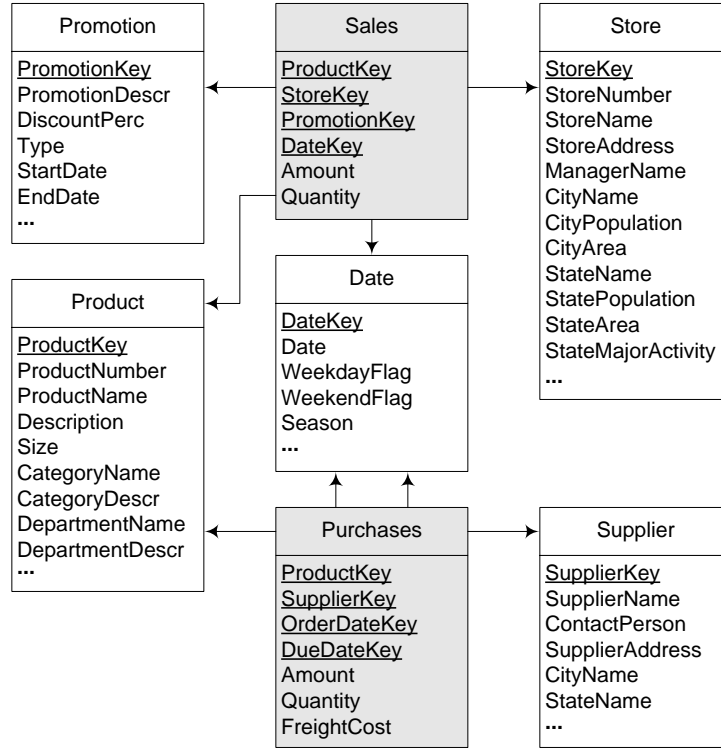 Promotion
PromotionKey
PromotionDescr
DiscountPerc
Type
StartDate
EndDate
...
Sales
ProductKey
StoreKey
PromotionKey
DateKey
Amount
Quantity
Store
StoreKey
StoreNumber
StoreName
StoreAddress
ManagerName
CityName
CityPopulation
CityArea
StateName
StatePopulation
StateArea
StateMajorActivity
...
Product
ProductKey
ProductNumber
ProductName
Description
Size
CategoryName
CategoryDescr
DepartmentName
DepartmentDescr
...
Date
DateKey
Date
WeekdayFlag
WeekendFlag
Season
...
Purchases
ProductKey
SupplierKey
OrderDateKey
DueDateKey
Amount
Quantity
FreightCost
Supplier
SupplierKey
SupplierName
ContactPerson
SupplierAddress
CityName
StateName
...